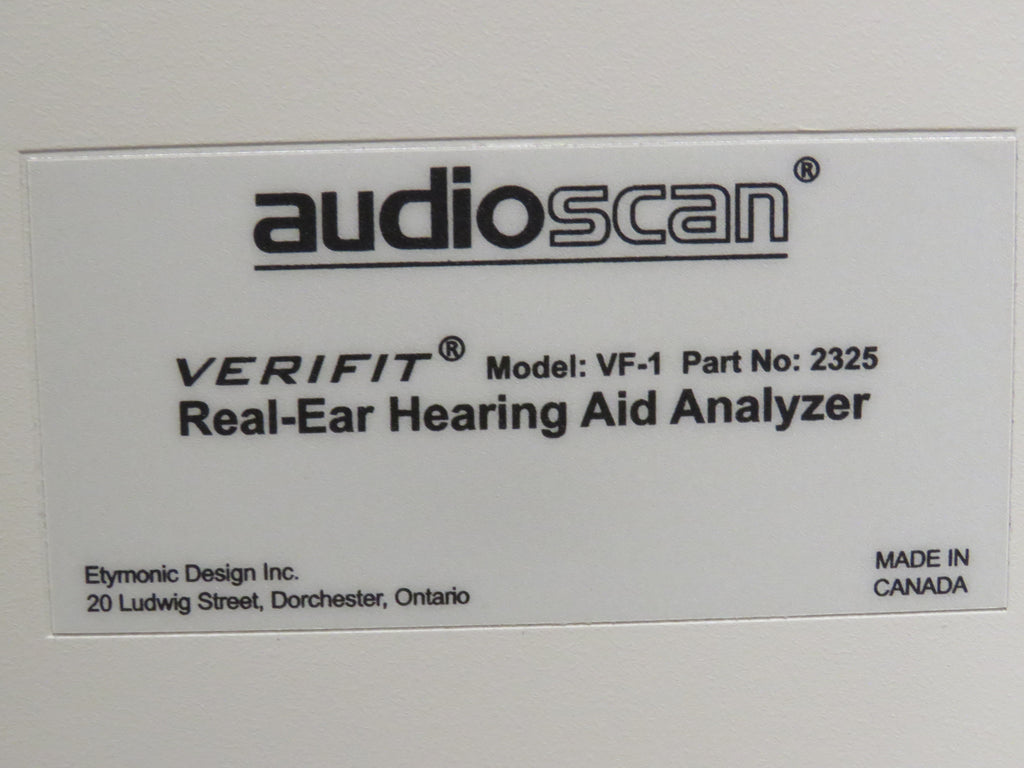 audioscan®
VERIFIT® Model: VF-1 Part No: 2325
Real-Ear Hearing Aid Analyzer
Etymonic Design Inc.
20 Ludwig Street, Dorchester, Ontario
MADE IN
CANADA